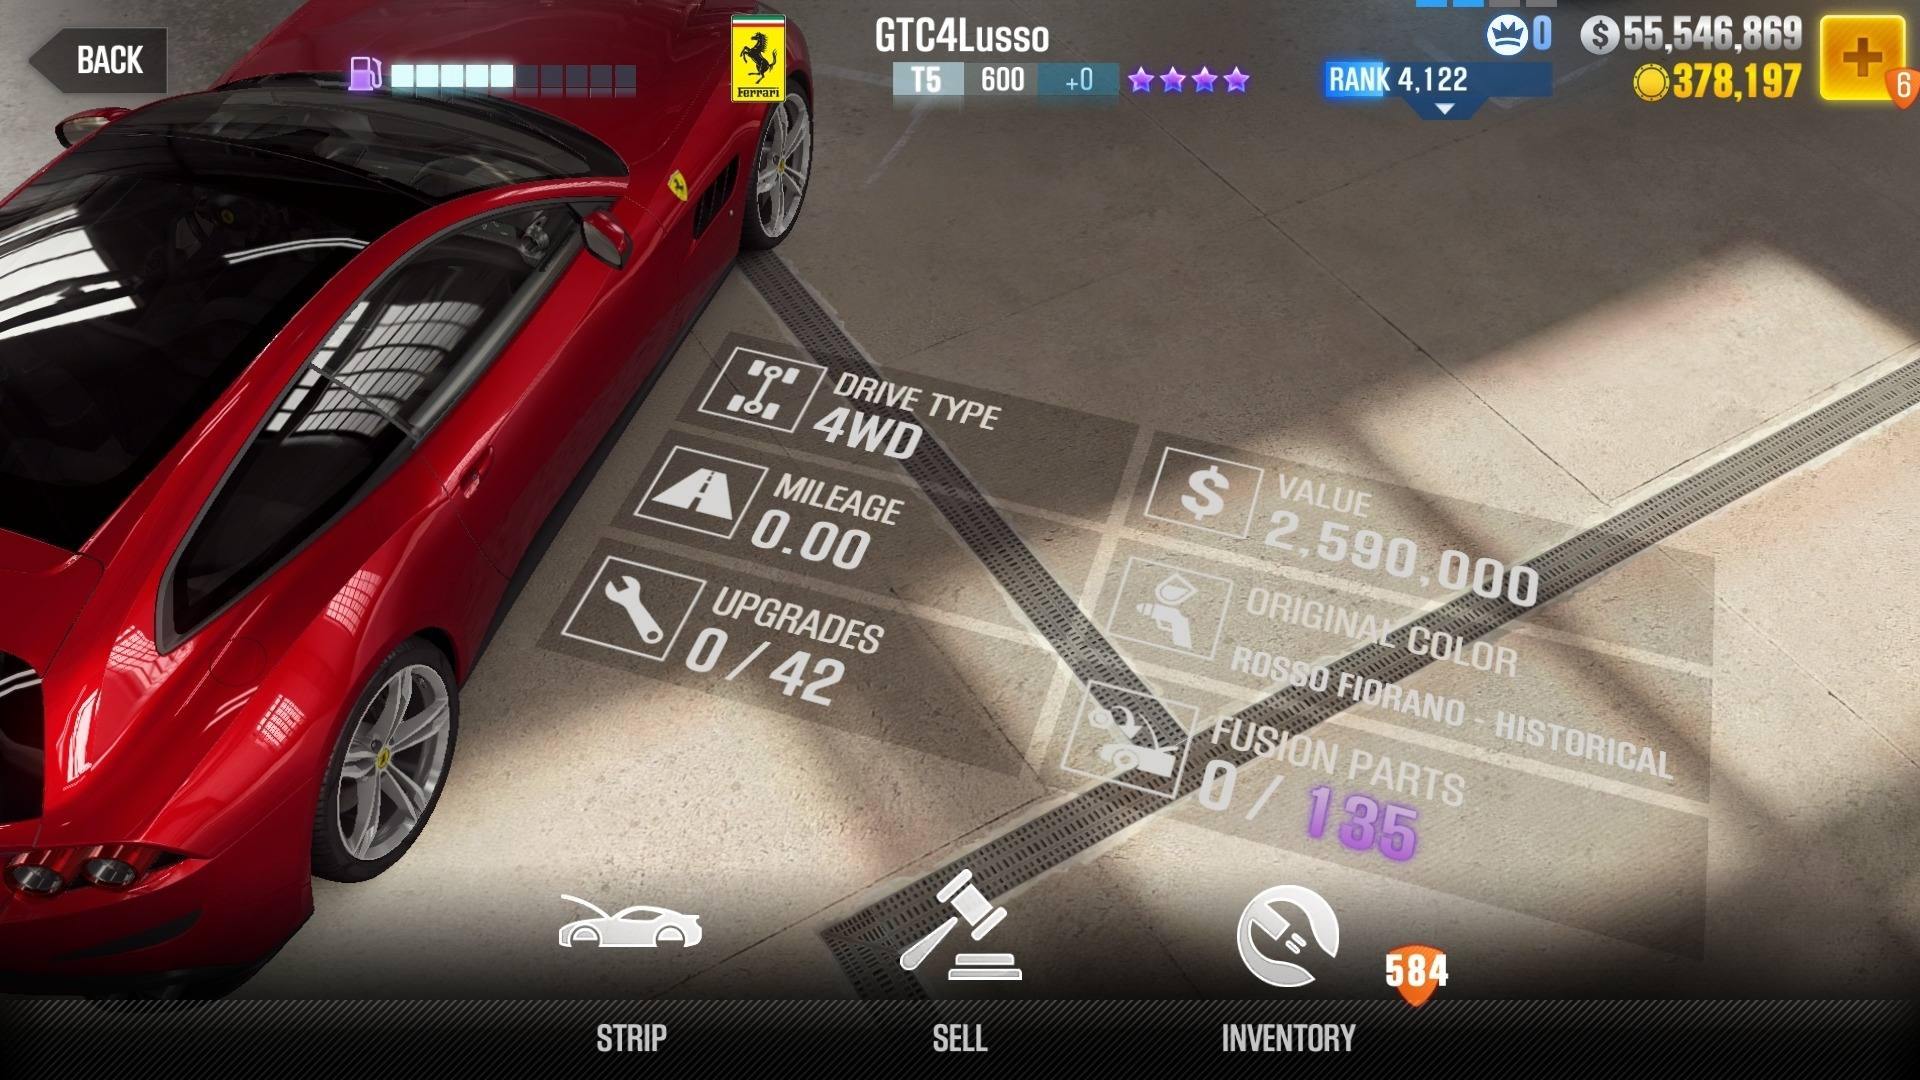 BACK
Ferrari
GTC4Lusso
T5 600 +0
RANK 4,122
0
$ 55,546,869
378,197
6
DRIVE TYPE
4WD
MILEAGE
0.00
UPGRADES
0 / 42
$ VALUE
2,590,000
ORIGINAL COLOR
ROSSO FIORANO - HISTORICAL
FUSION PARTS
0 / 135
584
STRIP
SELL
INVENTORY